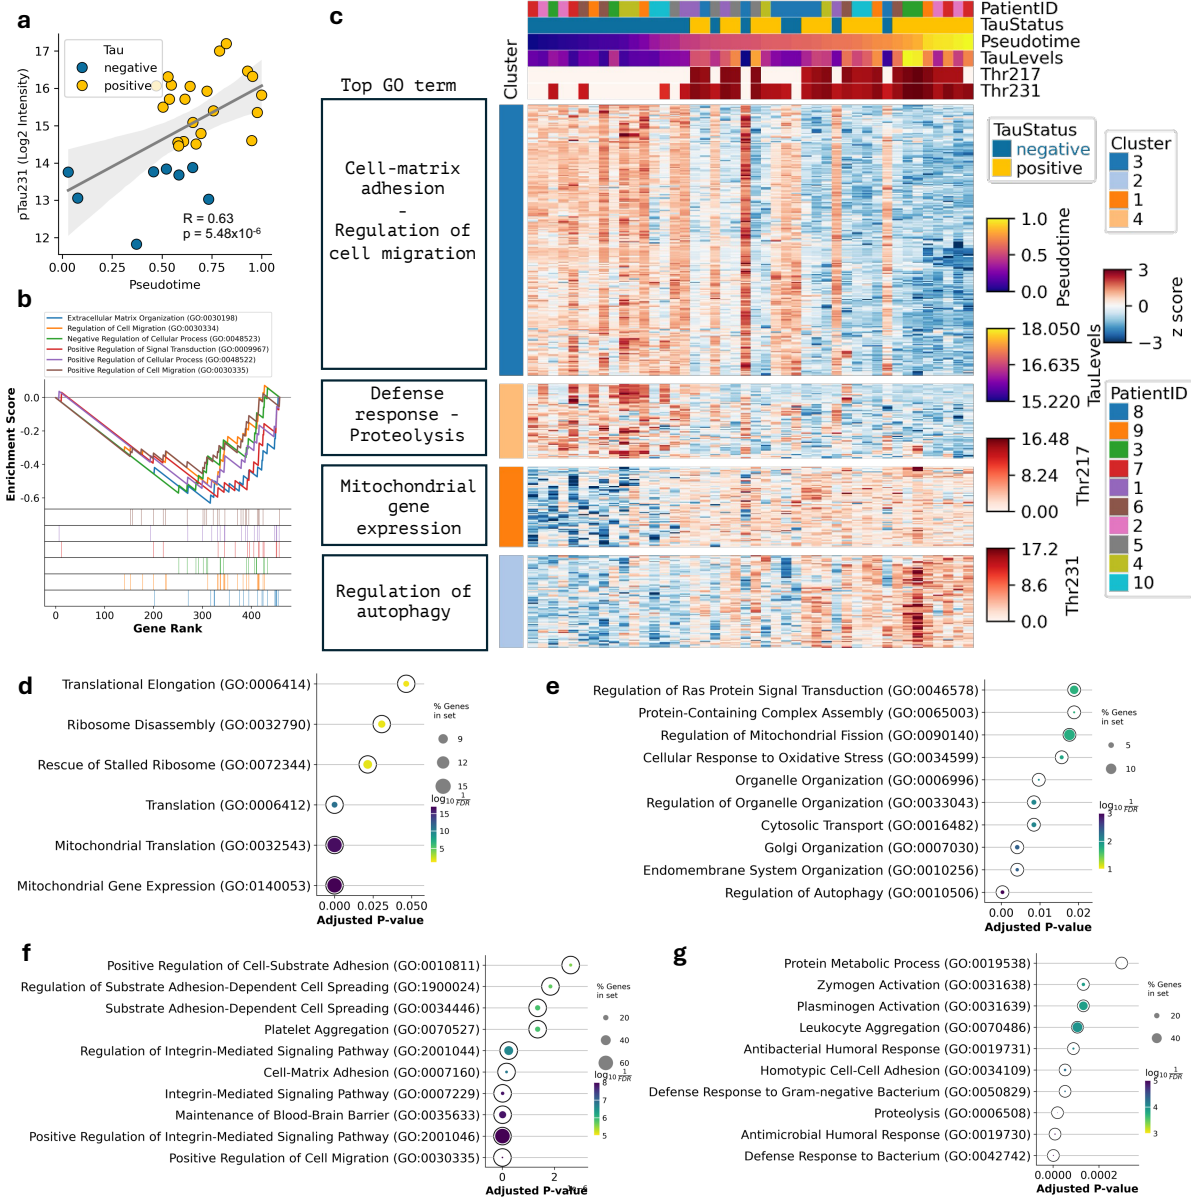 a
Tau
negative
positive
17
16
15
14
13
12
pTau231 (Log2 Intensity)
R = 0.63
p = 5.48x10-6
0.00
0.25
0.50
0.75
1.00
Pseudotime
b
Extracellular Matrix Organization (GO:0030198)
Regulation of Cell Migration (GO:0030334)
Negative Regulation of Cellular Process (GO:0048523)
Positive Regulation of Signal Transduction (GO:0009967)
Positive Regulation of Cellular Process (GO:0048522)
Positive Regulation of Cell Migration (GO:0030335)
0.0
-0.2
-0.4
-0.6
Enrichment Score
0
100
200
300
400
Gene Rank
c
Top GO term
Cluster
Cell-matrix
adhesion
-
Regulation of
cell migration
Defense
response -
Proteolysis
Mitochondrial
gene
expression
Regulation of
autophagy
PatientID
TauStatus
Pseudotime
TauLevels
Thr217
Thr231
TauStatus
negative
positive
1.0
0.5
0.0
Pseudotime
18.050
16.635
15.220
TauLevels
16.48
8.24
0.00
Thr217
17.2
8.6
0.0
Thr231
Cluster
3
2
1
4
3
0
−3
z score
PatientID
8
9
3
7
1
6
2
5
4
10
d
Translational Elongation (GO:0006414)
Ribosome Disassembly (GO:0032790)
Rescue of Stalled Ribosome (GO:0072344)
Translation (GO:0006412)
Mitochondrial Translation (GO:0032543)
Mitochondrial Gene Expression (GO:0140053)
0.000
0.025
0.050
Adjusted P-value
% Genes
in set
9
12
15
log10 1/FDR
15
10
5
e
Regulation of Ras Protein Signal Transduction (GO:0046578)
Protein-Containing Complex Assembly (GO:0065003)
Regulation of Mitochondrial Fission (GO:0090140)
Cellular Response to Oxidative Stress (GO:0034599)
Organelle Organization (GO:0006996)
Regulation of Organelle Organization (GO:0033043)
Cytosolic Transport (GO:0016482)
Golgi Organization (GO:0007030)
Endomembrane System Organization (GO:0010256)
Regulation of Autophagy (GO:0010506)
0.00
0.01
0.02
Adjusted P-value
% Genes
in set
5
10
log10 1/FDR
3
2
1
f
Positive Regulation of Cell-Substrate Adhesion (GO:0010811)
Regulation of Substrate Adhesion-Dependent Cell Spreading (GO:1900024)
Substrate Adhesion-Dependent Cell Spreading (GO:0034446)
Platelet Aggregation (GO:0070527)
Regulation of Integrin-Mediated Signaling Pathway (GO:2001044)
Cell-Matrix Adhesion (GO:0007160)
Integrin-Mediated Signaling Pathway (GO:0007229)
Maintenance of Blood-Brain Barrier (GO:0035633)
Positive Regulation of Integrin-Mediated Signaling Pathway (GO:2001046)
Positive Regulation of Cell Migration (GO:0030335)
0
2
Adjusted P-value
% Genes
in set
20
40
60
log10 1/FDR
8
7
6
5
g
Protein Metabolic Process (GO:0019538)
Zymogen Activation (GO:0031638)
Plasminogen Activation (GO:0031639)
Leukocyte Aggregation (GO:0070486)
Antibacterial Humoral Response (GO:0019731)
Homotypic Cell-Cell Adhesion (GO:0034109)
Defense Response to Gram-negative Bacterium (GO:0050829)
Proteolysis (GO:0006508)
Antimicrobial Humoral Response (GO:0019730)
Defense Response to Bacterium (GO:0042742)
0.0000
0.0002
Adjusted P-value
% Genes
in set
20
40
log10 1/FDR
5
4
3